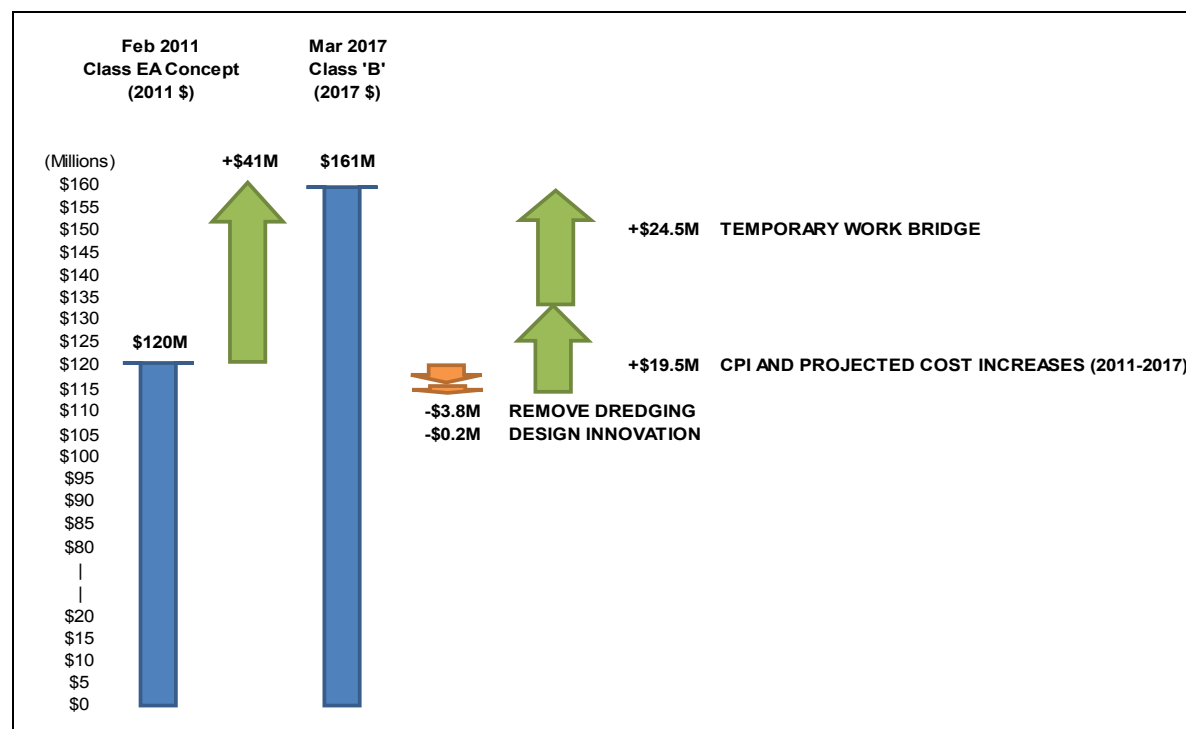 Feb 2011
Class EA Concept
(2011 $)
Mar 2017
Class 'B'
(2017 $)
(Millions)
+$41M
$161M
$160
$155
$150
$145
$140
$135
$130
$125
$120
$115
$110
$105
$100
$95
$90
$85
$80
|
|
$20
$15
$10
$5
$0
$120M
+$24.5M TEMPORARY WORK BRIDGE
+$19.5M CPI AND PROJECTED COST INCREASES (2011-2017)
-$3.8M REMOVE DREDGING
-$0.2M DESIGN INNOVATION